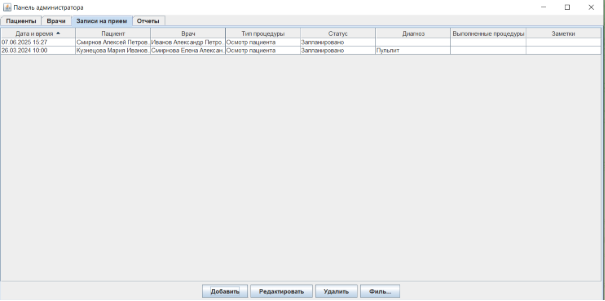 Панель администратора
Пациенты Врачи Записи на прием Отчеты
Дата и время Пациент Врач Тип процедуры Статус Диагноз Выполненные процедуры Заметки
07.06.2025 15:27 Смирнов Алексей Петров... Иванов Александр Петро... Осмотр пациента Запланировано
26.03.2024 10:00 Кузнецова Мария Иванов... Смирнова Елена Алексан... Осмотр пациента Запланировано Пульпит
Добавить Редактировать Удалить Филь...